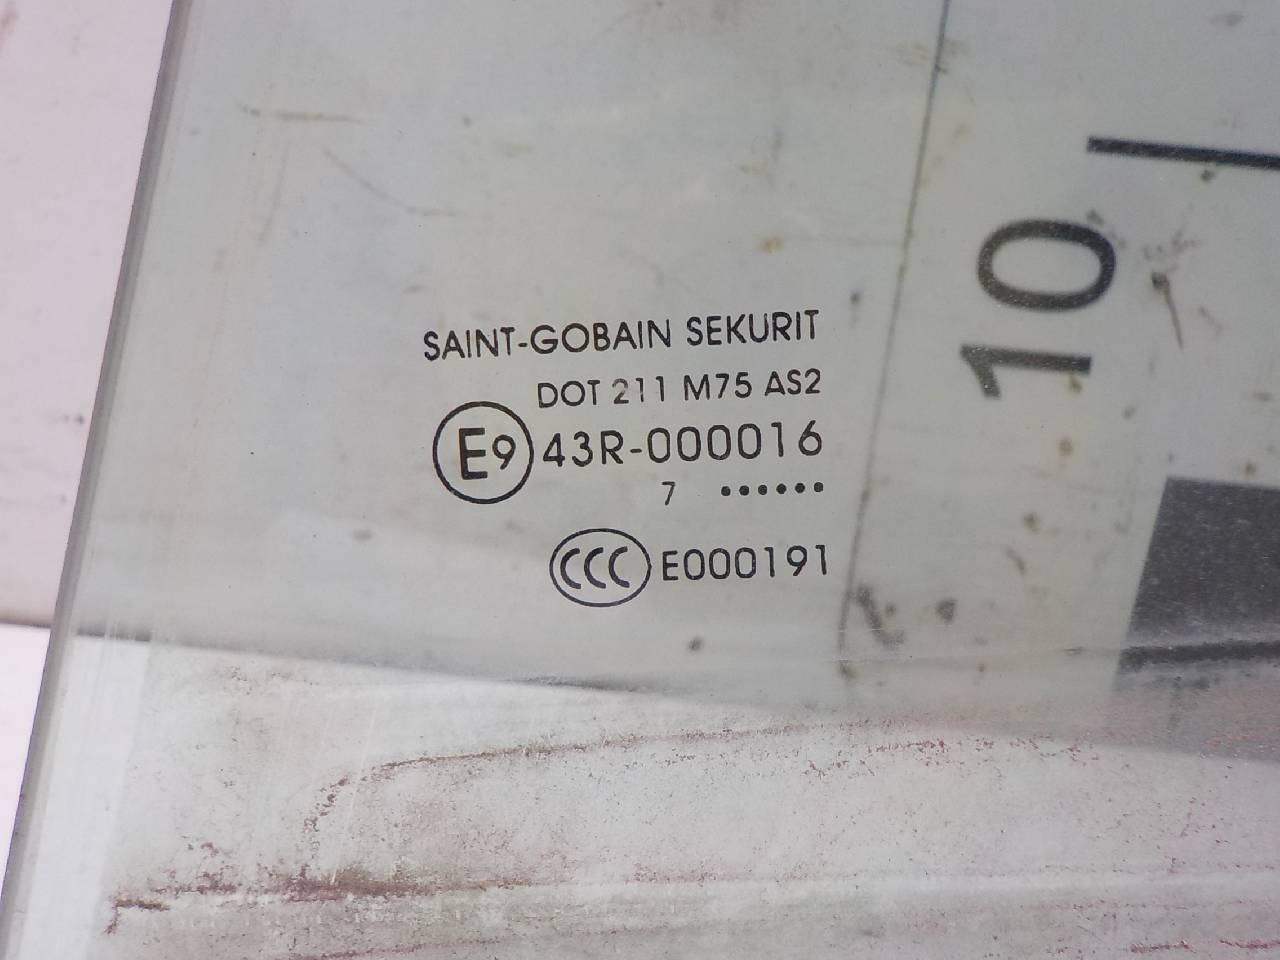 SAINT-GOBAIN SEKURIT
DOT 211 M75 AS2
E9 43R-000016
7 ••••••
CCC E000191
10